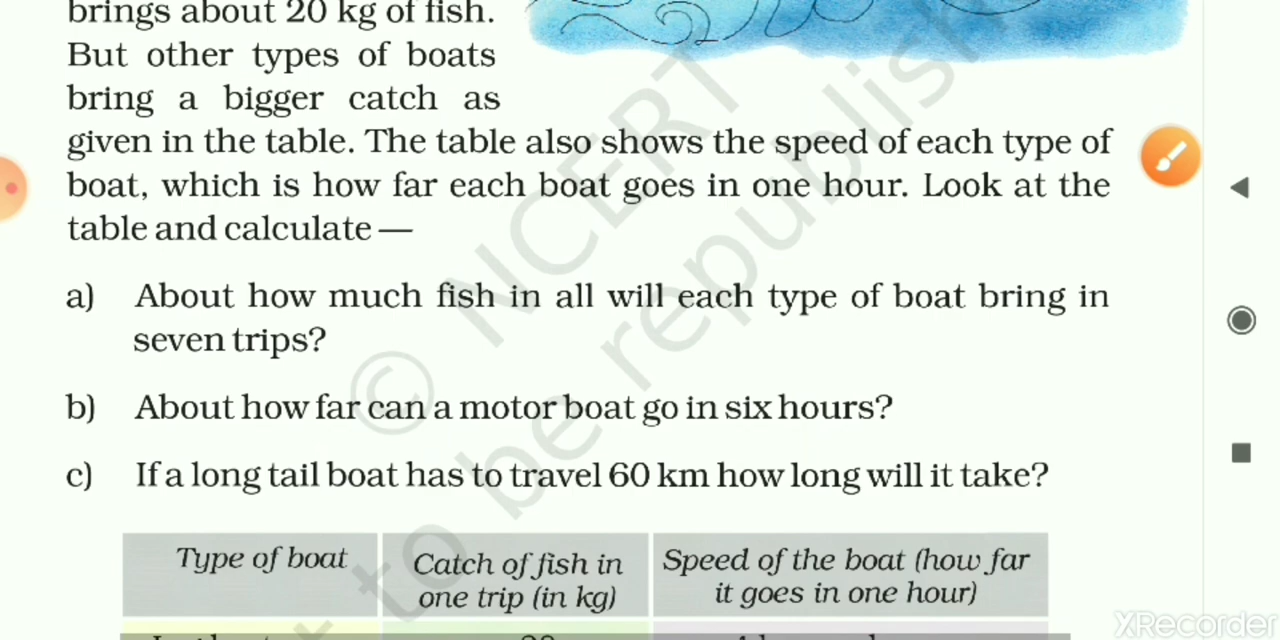 brings about 20 kg of fish.
But other types of boats
bring a bigger catch as
given in the table. The table also shows the speed of each type of
boat, which is how far each boat goes in one hour. Look at the
table and calculate —
a) About how much fish in all will each type of boat bring in
seven trips?
b) About how far can a motor boat go in six hours?
c) If a long tail boat has to travel 60 km how long will it take?
Type of boat
Catch of fish in
one trip (in kg)
Speed of the boat (how far
it goes in one hour)
© NCERT
to be republish
XRecorder